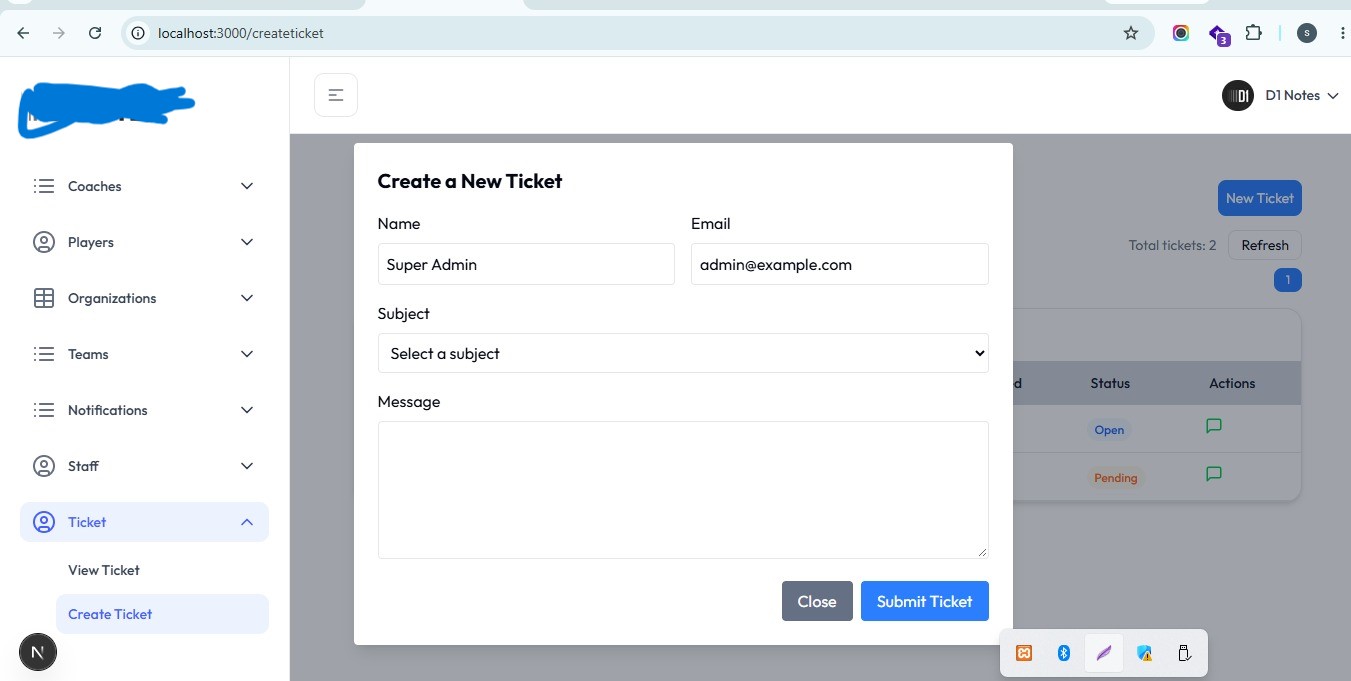 localhost:3000/createticket
3
S
D1
D1 Notes
Coaches
Players
Organizations
Teams
Notifications
Staff
Ticket
View Ticket
Create Ticket
N
Create a New Ticket
Name
Email
Super Admin
admin@example.com
Subject
Select a subject
Message
Close
Submit Ticket
New Ticket
Total tickets: 2
Refresh
1
Status
Actions
Open
Pending